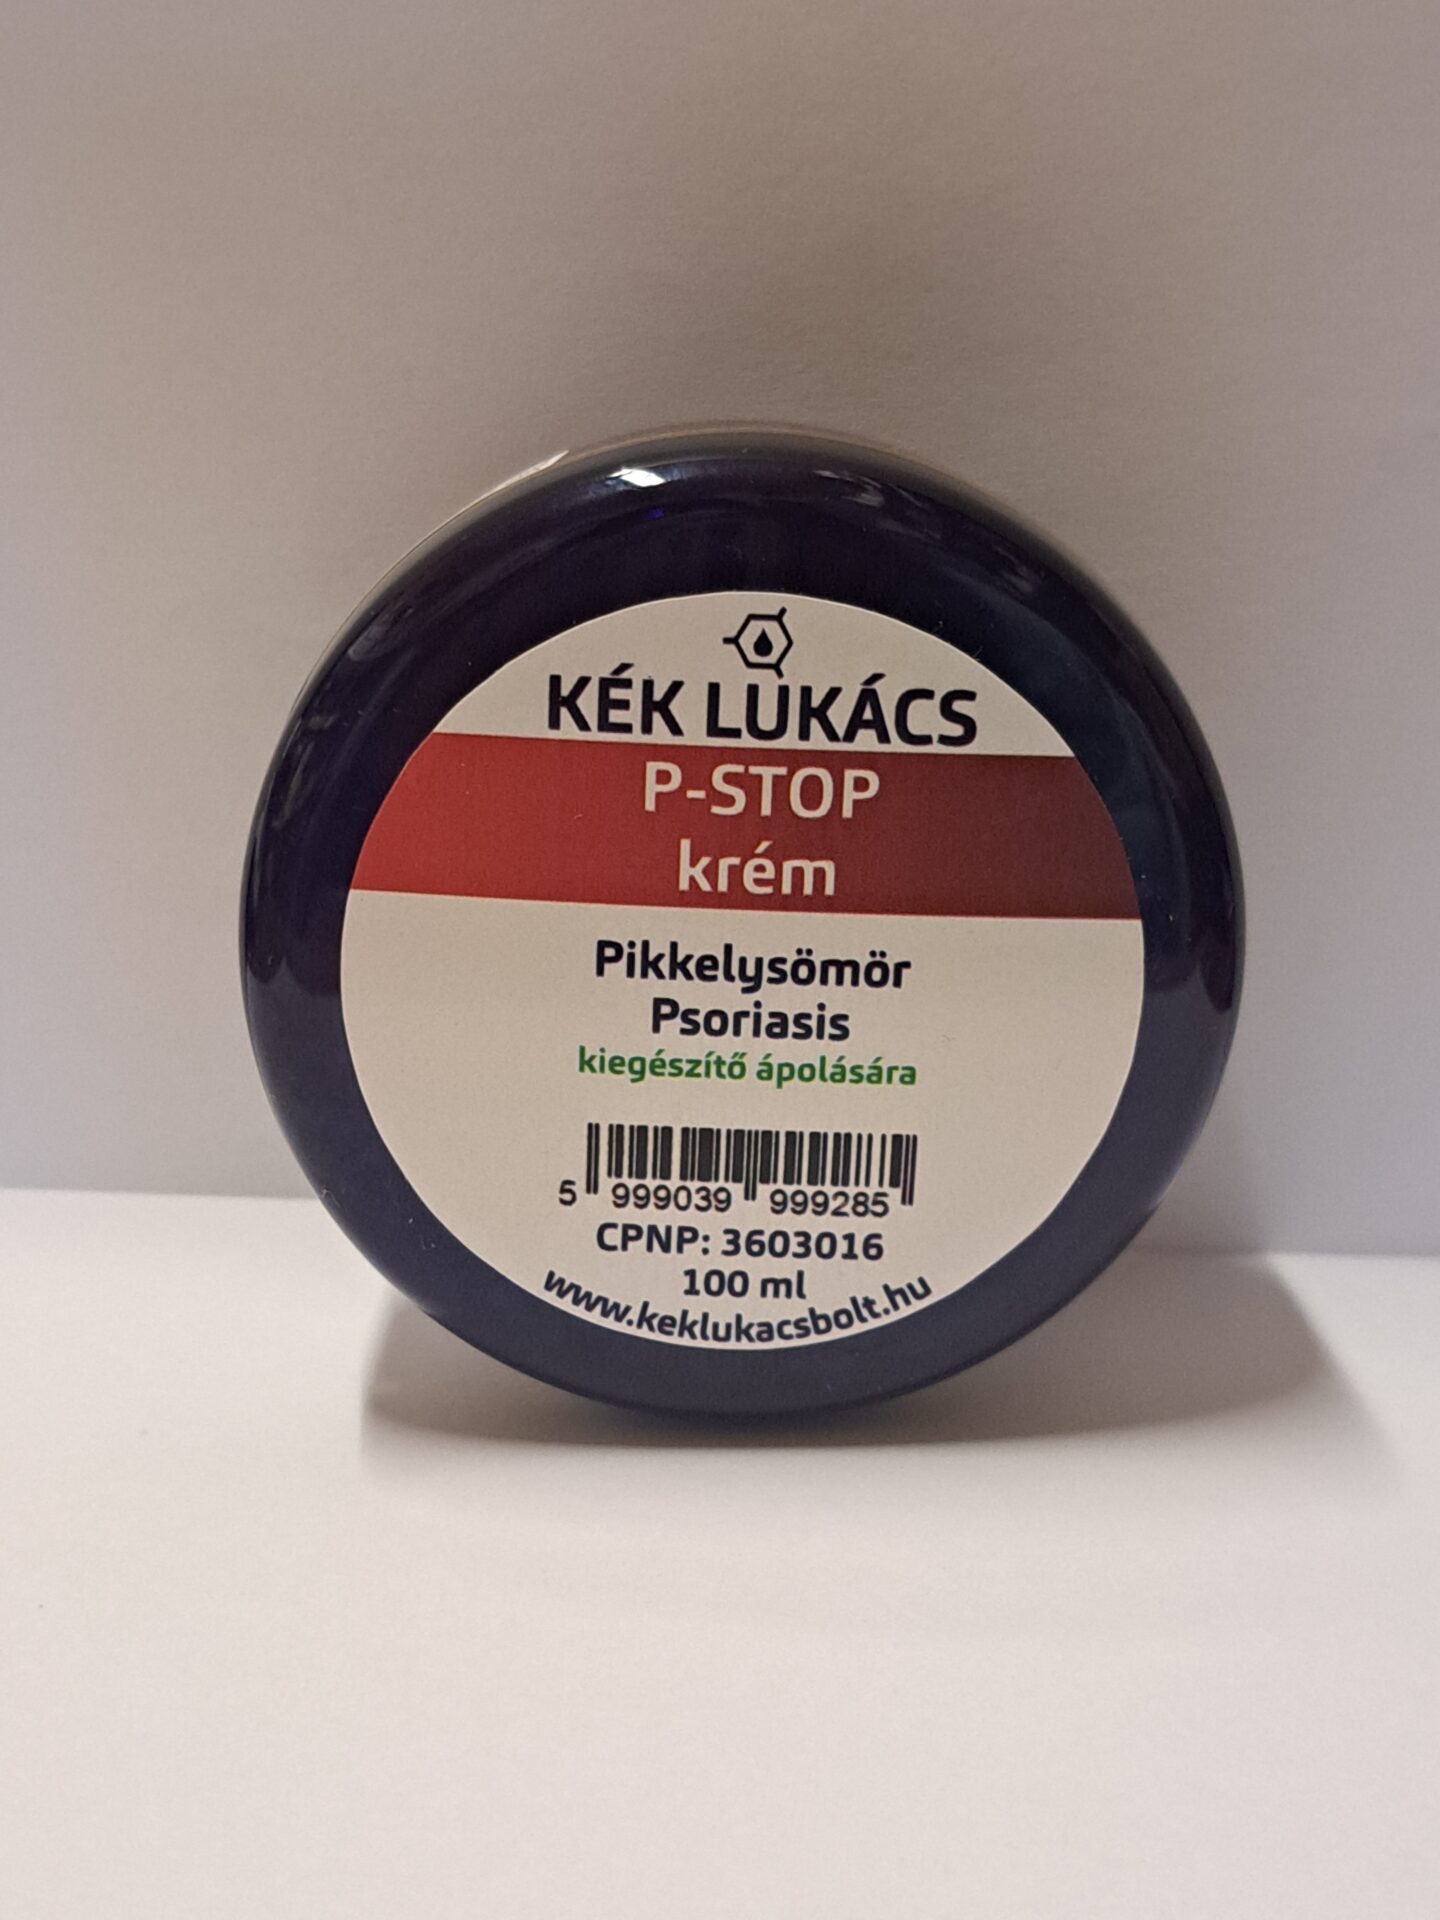 KÉK LUKÁCS
P-STOP
krém
Pikkelysömör
Psoriasis
kiegészítő ápolására
5 999039 999285
CPNP: 3603016
100 ml
www.keklukacsbolt.hu